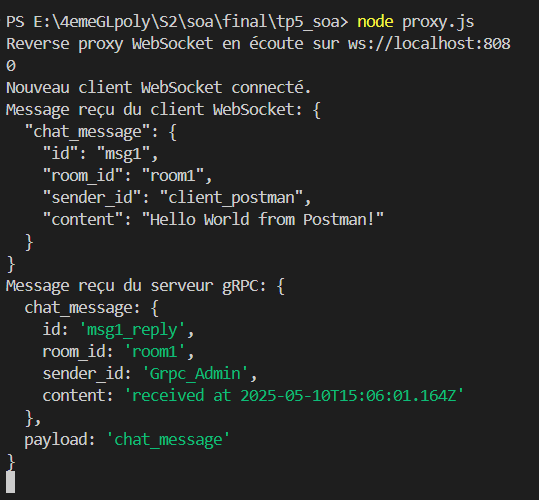 PS E:\4emeGLpoly\S2\soa\final\tp5_soa> node proxy.js
Reverse proxy WebSocket en écoute sur ws://localhost:808
0
Nouveau client WebSocket connecté.
Message reçu du client WebSocket: {
  "chat_message": {
    "id": "msg1",
    "room_id": "room1",
    "sender_id": "client_postman",
    "content": "Hello World from Postman!"
  }
}
Message reçu du serveur gRPC: {
  chat_message: {
    id: 'msg1_reply',
    room_id: 'room1',
    sender_id: 'Grpc_Admin',
    content: 'received at 2025-05-10T15:06:01.164Z'
  },
  payload: 'chat_message'
}